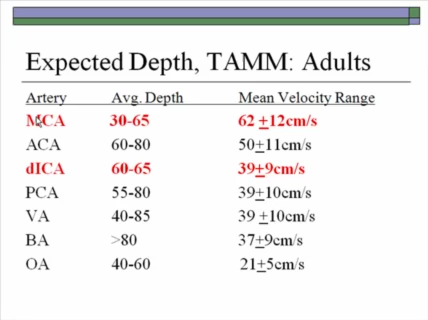 Expected Depth, TAMM: Adults
Artery Avg. Depth Mean Velocity Range
MCA 30-65 62 ±12cm/s
ACA 60-80 50±11cm/s
dICA 60-65 39±9cm/s
PCA 55-80 39±10cm/s
VA 40-85 39 ±10cm/s
BA >80 37±9cm/s
OA 40-60 21±5cm/s